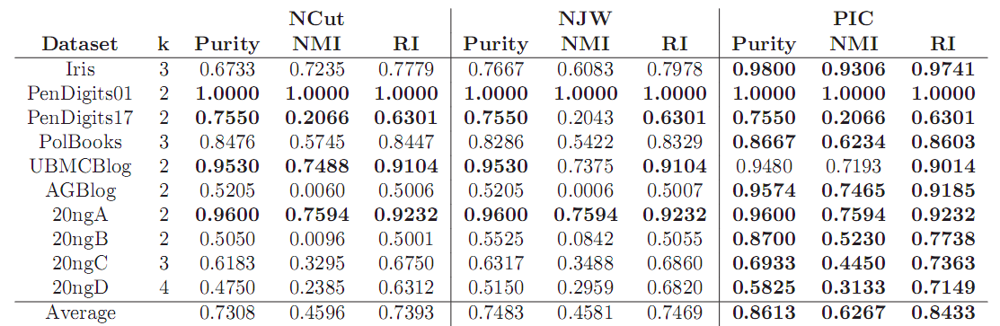 NCut NJW PIC
Dataset k Purity NMI RI Purity NMI RI Purity NMI RI
Iris 3 0.6733 0.7235 0.7779 0.7667 0.6083 0.7978 0.9800 0.9306 0.9741
PenDigits01 2 1.0000 1.0000 1.0000 1.0000 1.0000 1.0000 1.0000 1.0000 1.0000
PenDigits17 2 0.7550 0.2066 0.6301 0.7550 0.2043 0.6301 0.7550 0.2066 0.6301
PolBooks 3 0.8476 0.5745 0.8447 0.8286 0.5422 0.8329 0.8667 0.6234 0.8603
UBMCBlog 2 0.9530 0.7488 0.9104 0.9530 0.7375 0.9104 0.9480 0.7193 0.9014
AGBlog 2 0.5205 0.0060 0.5006 0.5205 0.0006 0.5007 0.9574 0.7465 0.9185
20ngA 2 0.9600 0.7594 0.9232 0.9600 0.7594 0.9232 0.9600 0.7594 0.9232
20ngB 2 0.5050 0.0096 0.5001 0.5525 0.0842 0.5055 0.8700 0.5230 0.7738
20ngC 3 0.6183 0.3295 0.6750 0.6317 0.3488 0.6860 0.6933 0.4450 0.7363
20ngD 4 0.4750 0.2385 0.6312 0.5150 0.2959 0.6820 0.5825 0.3133 0.7149
Average 0.7308 0.4596 0.7393 0.7483 0.4581 0.7469 0.8613 0.6267 0.8433